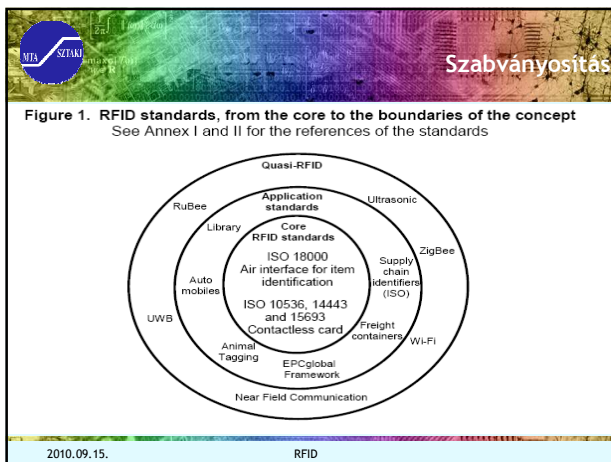 MTA
SZTAKI
Szabványosítás
Figure 1. RFID standards, from the core to the boundaries of the concept
See Annex I and II for the references of the standards
Quasi-RFID
RuBee
Application
standards
Ultrasonic
Library
Core
RFID standards
ZigBee
ISO 18000
Air interface for item
identification
Supply
chain
identifiers
(ISO)
Auto
mobiles
ISO 10536, 14443
and 15693
Contactless card
UWB
Freight
containers
Wi-Fi
Animal
Tagging
EPCglobal
Framework
Near Field Communication
2010.09.15.
RFID